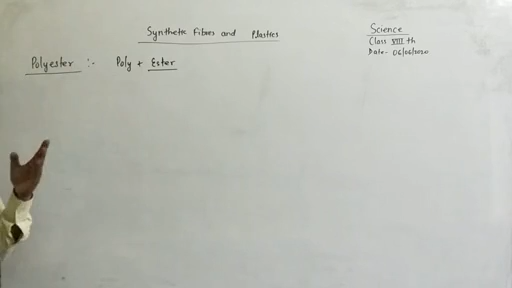 Synthetic Fibres and Plastics
Science
Class VIII th
Date- 06/06/2020
Polyester :- Poly + Ester